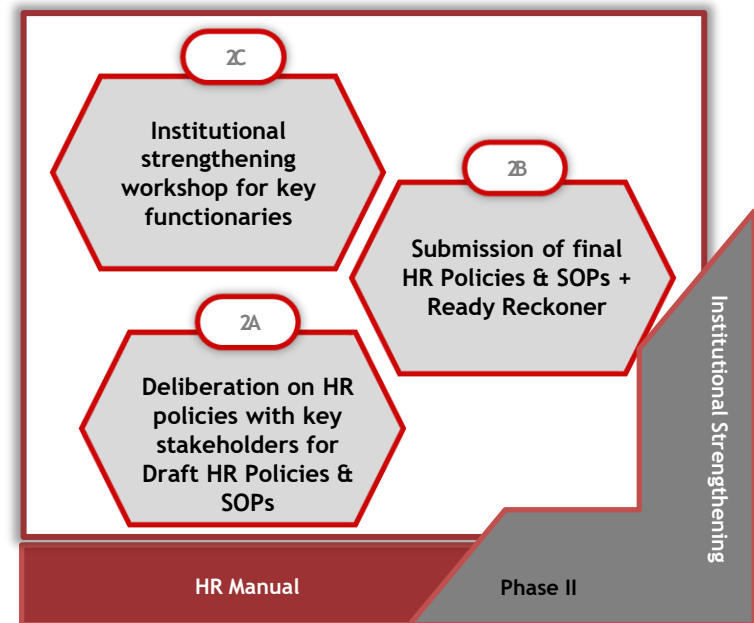 2C
Institutional
strengthening
workshop for key
functionaries
2B
Submission of final
HR Policies & SOPs +
Ready Reckoner
2A
Deliberation on HR
policies with key
stakeholders for
Draft HR Policies &
SOPs
Institutional Strengthening
HR Manual
Phase II